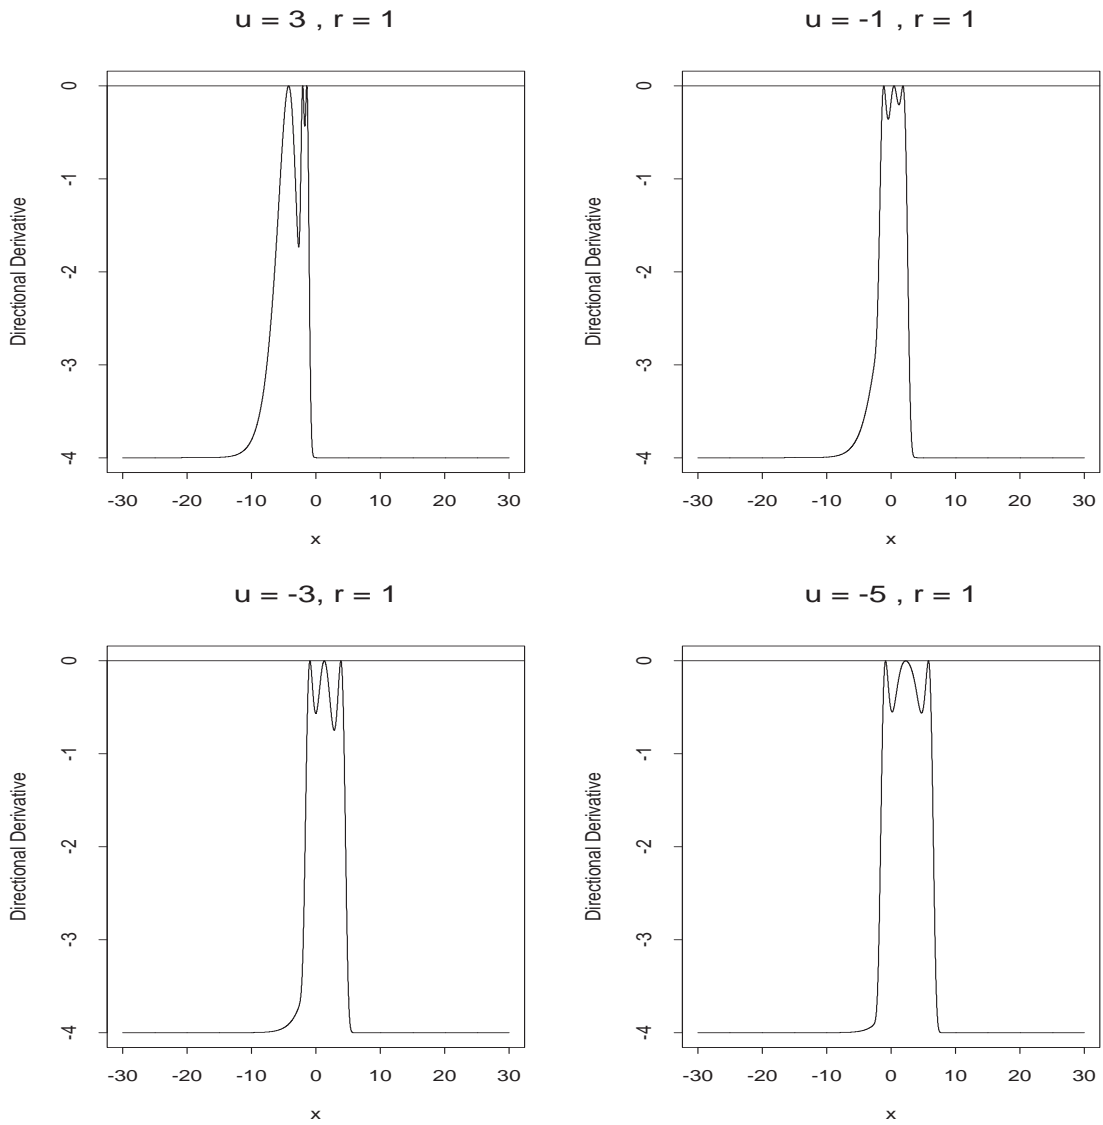 u = 3 , r = 1
u = -1 , r = 1
Directional Derivative
0
-1
-2
-3
-4
-30 -20 -10 0 10 20 30
x
Directional Derivative
0
-1
-2
-3
-4
-30 -20 -10 0 10 20 30
x
u = -3, r = 1
u = -5 , r = 1
Directional Derivative
0
-1
-2
-3
-4
-30 -20 -10 0 10 20 30
x
Directional Derivative
0
-1
-2
-3
-4
-30 -20 -10 0 10 20 30
x